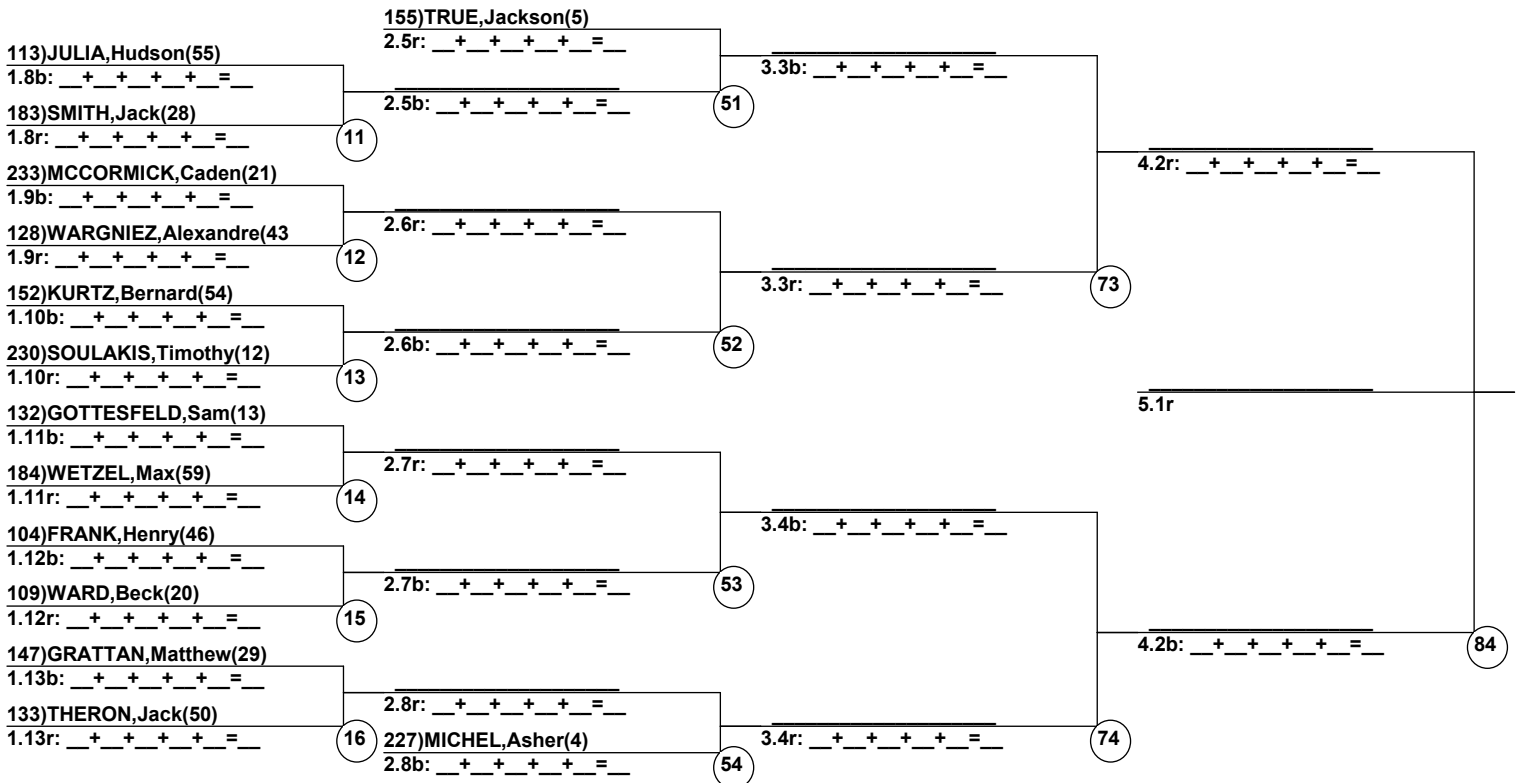 155)TRUE,Jackson(5)
2.5r: __+__+__+__+__=__
113)JULIA,Hudson(55)
1.8b: __+__+__+__+__=__
3.3b: __+__+__+__+__=__
2.5b: __+__+__+__+__=__
51
183)SMITH,Jack(28)
1.8r: __+__+__+__+__=__
11
4.2r: __+__+__+__+__=__
233)MCCORMICK,Caden(21)
1.9b: __+__+__+__+__=__
2.6r: __+__+__+__+__=__
128)WARGNIEZ,Alexandre(43
1.9r: __+__+__+__+__=__
12
3.3r: __+__+__+__+__=__
73
152)KURTZ,Bernard(54)
1.10b: __+__+__+__+__=__
2.6b: __+__+__+__+__=__
52
230)SOULAKIS,Timothy(12)
1.10r: __+__+__+__+__=__
13
5.1r
132)GOTTESFELD,Sam(13)
1.11b: __+__+__+__+__=__
2.7r: __+__+__+__+__=__
184)WETZEL,Max(59)
1.11r: __+__+__+__+__=__
14
3.4b: __+__+__+__+__=__
104)FRANK,Henry(46)
1.12b: __+__+__+__+__=__
2.7b: __+__+__+__+__=__
53
109)WARD,Beck(20)
1.12r: __+__+__+__+__=__
15
4.2b: __+__+__+__+__=__
84
147)GRATTAN,Matthew(29)
1.13b: __+__+__+__+__=__
2.8r: __+__+__+__+__=__
133)THERON,Jack(50)
1.13r: __+__+__+__+__=__
16
3.4r: __+__+__+__+__=__
74
227)MICHEL,Asher(4)
2.8b: __+__+__+__+__=__
54